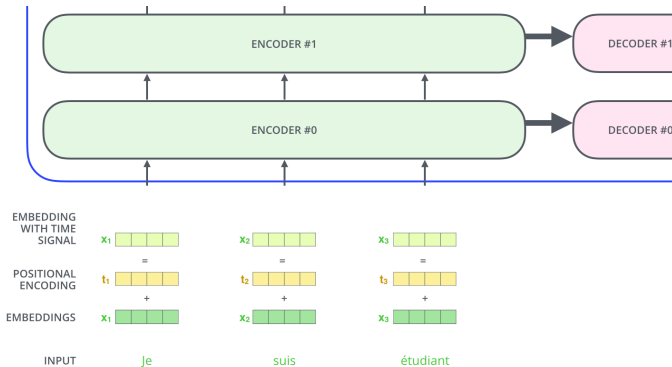 ENCODER #1
DECODER #1
ENCODER #0
DECODER #0
EMBEDDING
WITH TIME
SIGNAL
x₁ x₂ x₃
= = =
POSITIONAL
ENCODING
t₁ t₂ t₃
+ + +
EMBEDDINGS x₁ x₂ x₃
INPUT Je suis étudiant